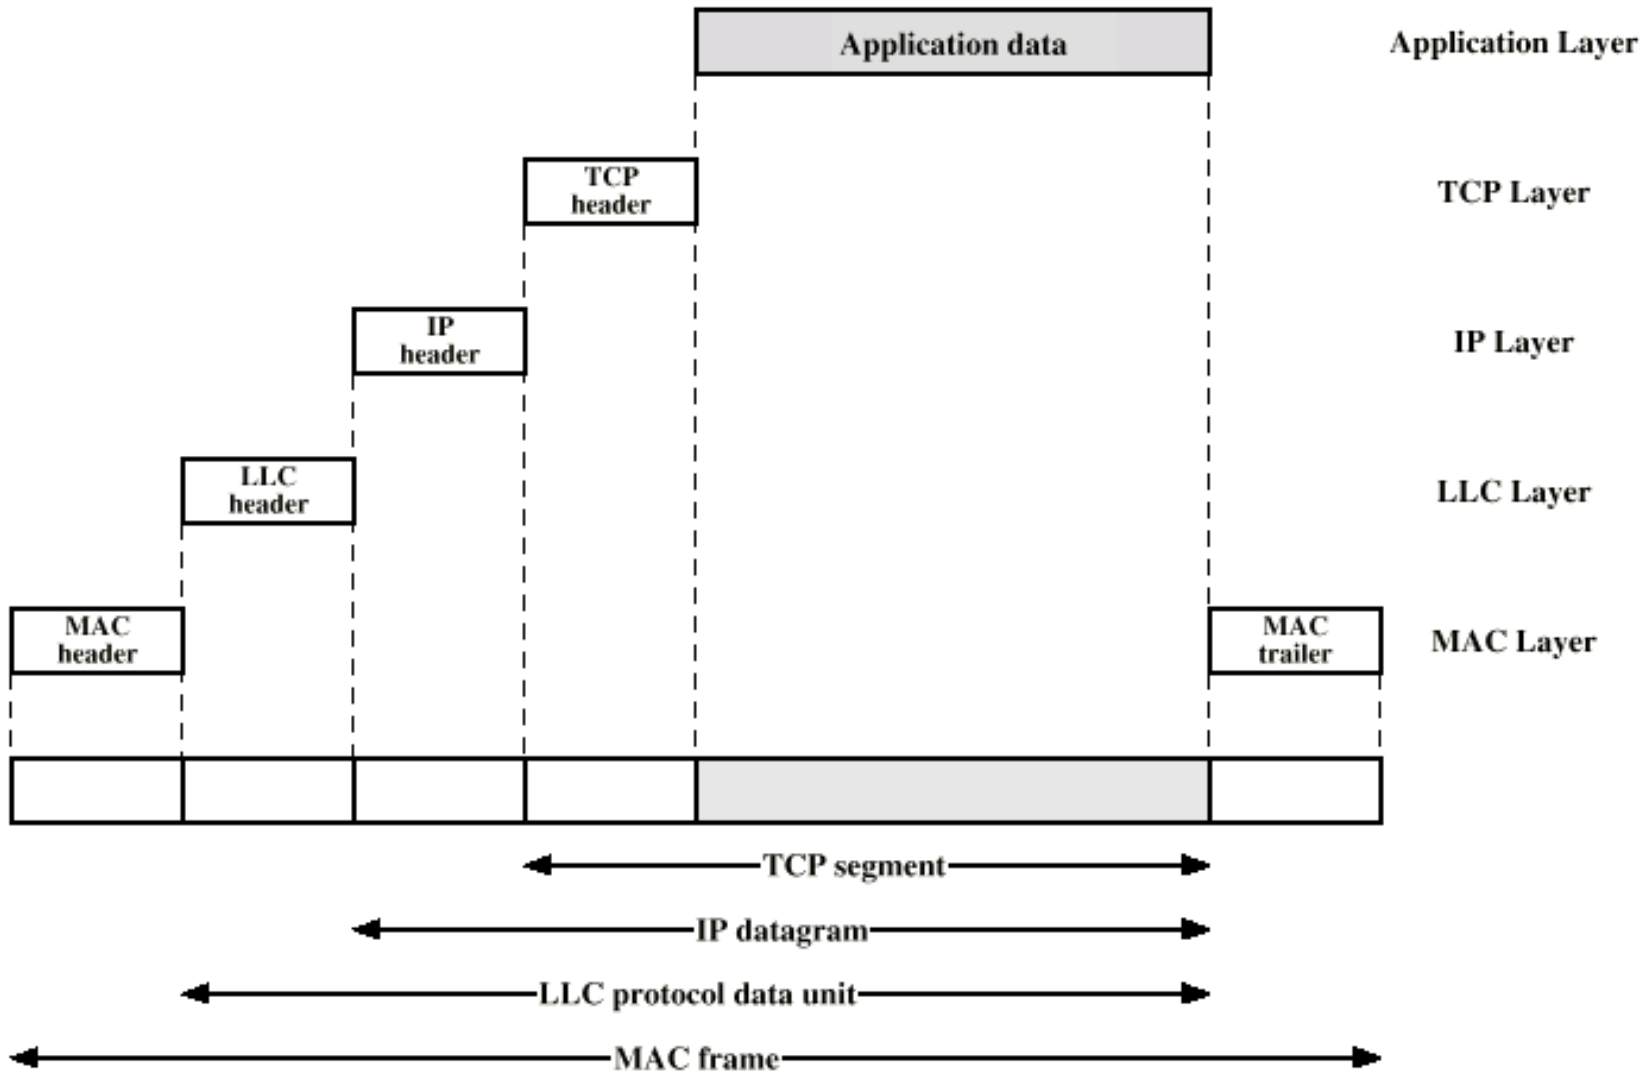 Application data
Application Layer
TCP
header
TCP Layer
IP
header
IP Layer
LLC
header
LLC Layer
MAC
header
MAC
trailer
MAC Layer
TCP segment
IP datagram
LLC protocol data unit
MAC frame